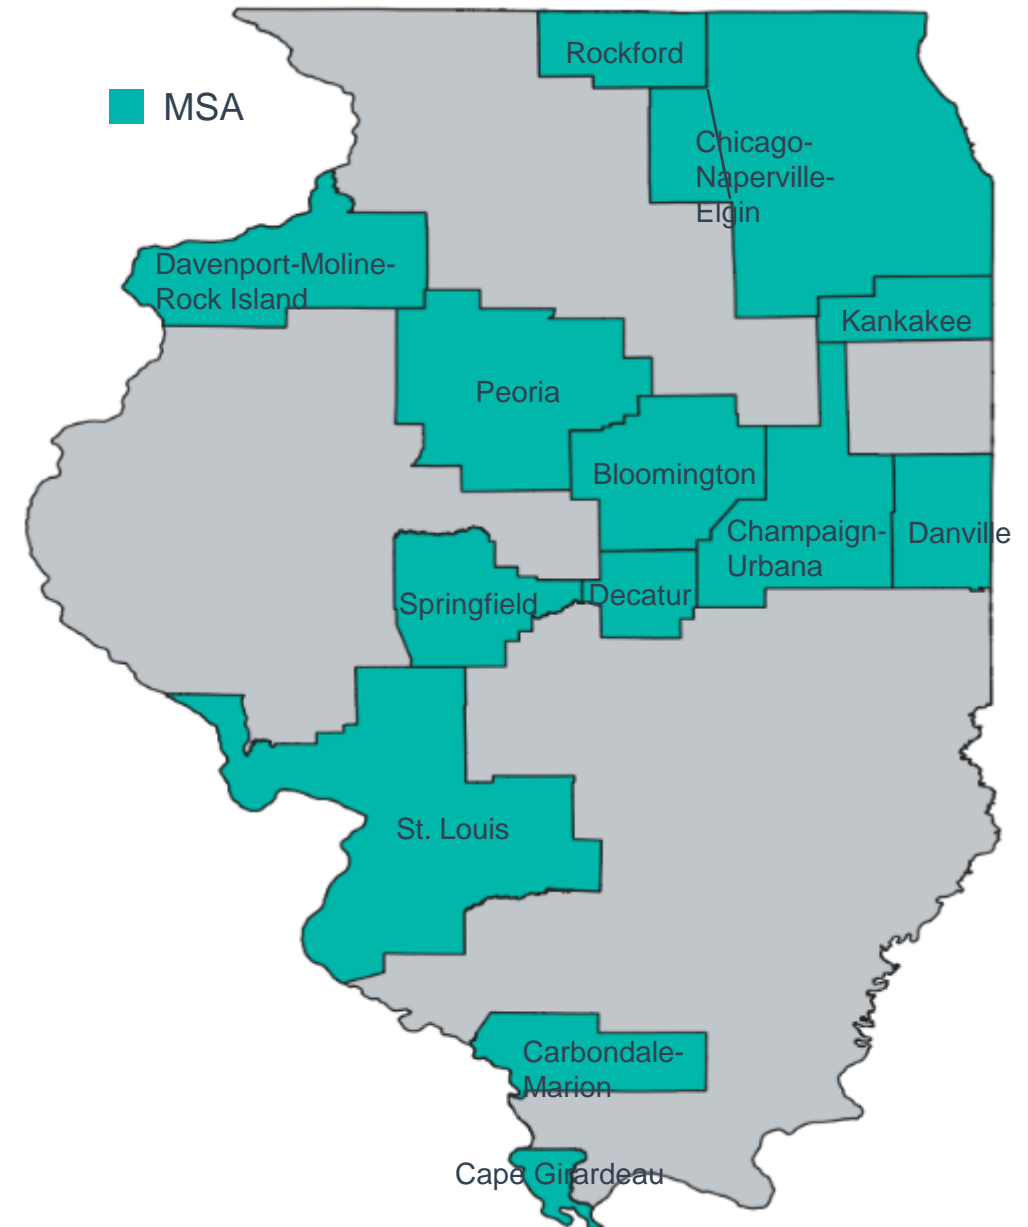 Rockford
MSA
Chicago-
Naperville-
Elgin
Davenport-Moline-
Rock Island
Kankakee
Peoria
Bloomington
Champaign-
Urbana
Danville
Springfield
Decatur
St. Louis
Carbondale-
Marion
Cape Girardeau